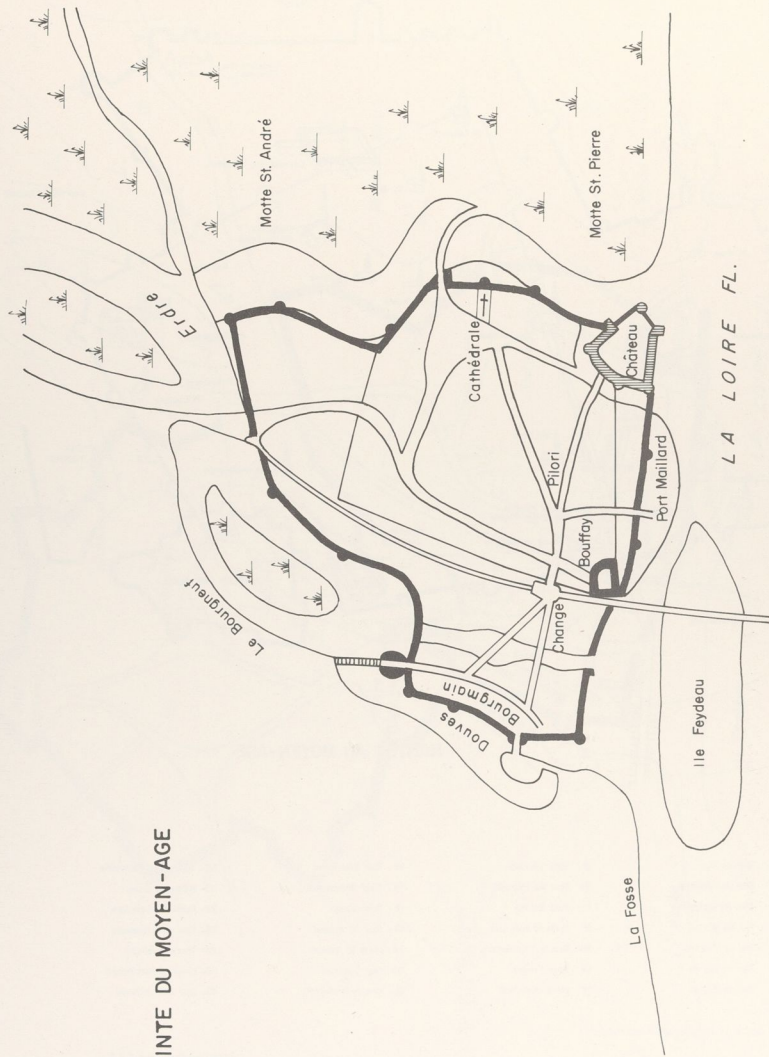 INTE DU MOYEN-AGE
Erdre
Motte St. André
Motte St. Pierre
Le Bourgneuf
Cathédrale
Château
Pilori
Bouffay
Port Maillard
Change
Bourgmain
Douves
Ile Feydeau
La Fosse
LA LOIRE FL.